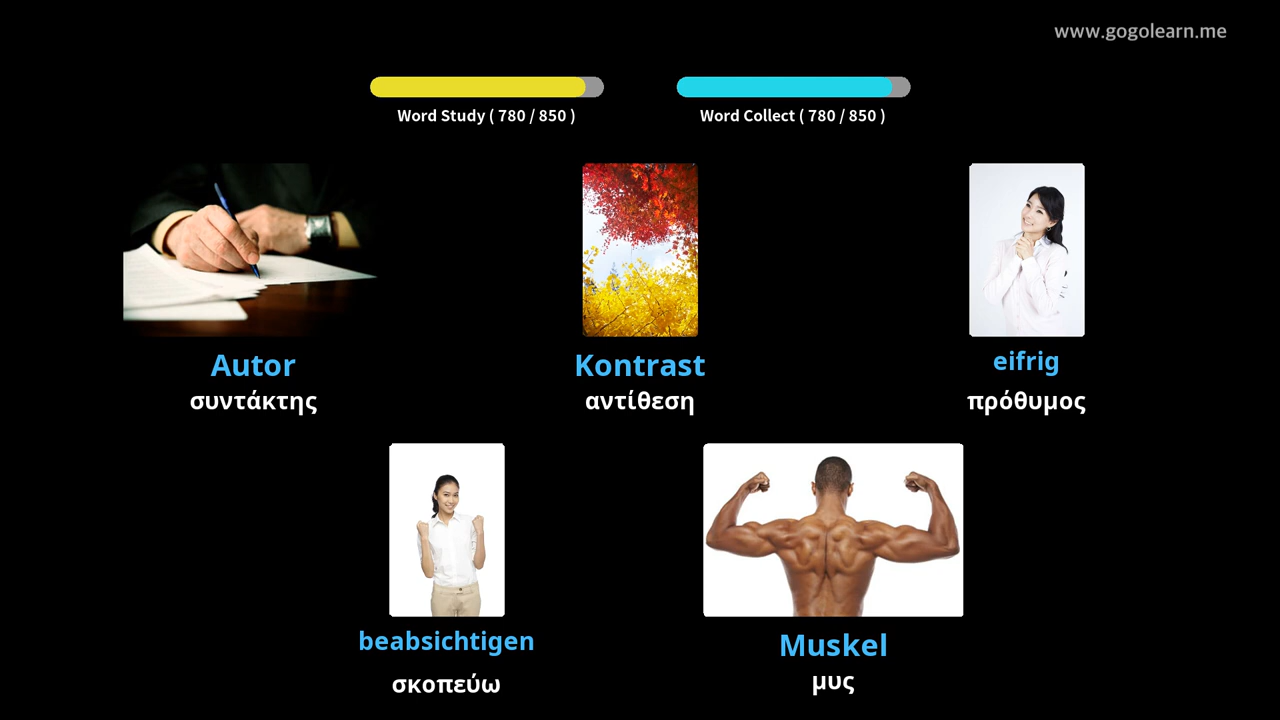 www.gogolearn.me
Word Study ( 780 / 850 )
Word Collect ( 780 / 850 )
Autor
συντάκτης
Kontrast
αντίθεση
eifrig
πρόθυμος
beabsichtigen
σκοπεύω
Muskel
μυς